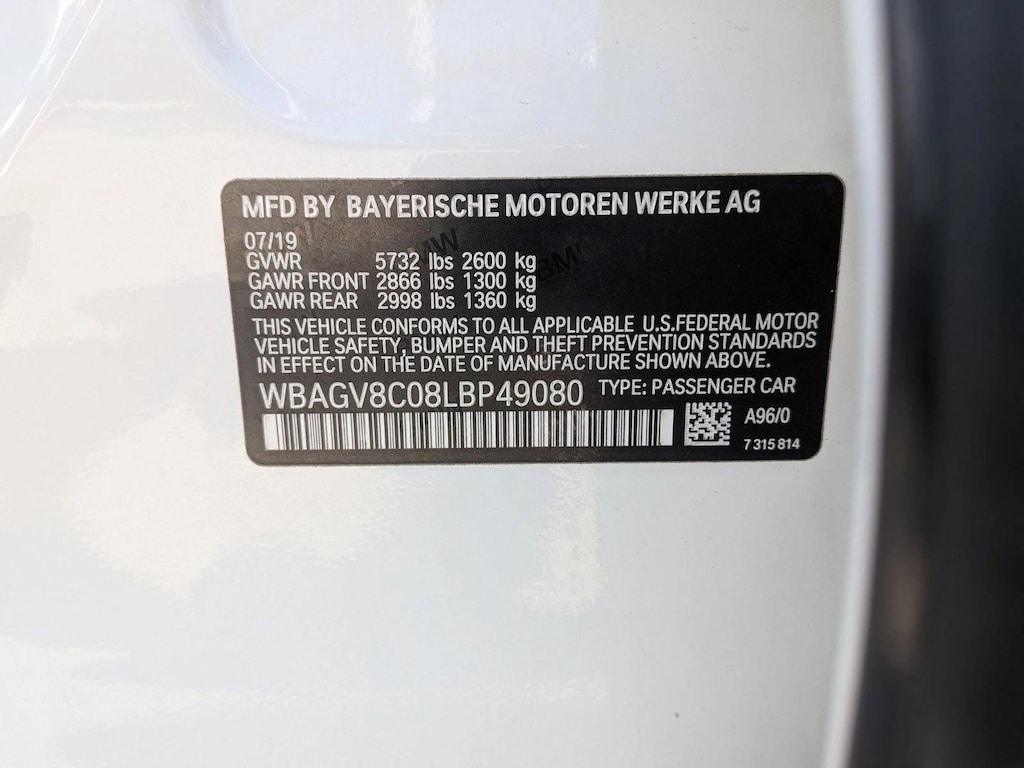 MFD BY BAYERISCHE MOTOREN WERKE AG
07/19
GVWR 5732 lbs 2600 kg
GAWR FRONT 2866 lbs 1300 kg
GAWR REAR 2998 lbs 1360 kg
THIS VEHICLE CONFORMS TO ALL APPLICABLE U.S.FEDERAL MOTOR
VEHICLE SAFETY, BUMPER AND THEFT PREVENTION STANDARDS
IN EFFECT ON THE DATE OF MANUFACTURE SHOWN ABOVE.
WBAGV8C08LBP49080 TYPE: PASSENGER CAR
A96/0
7 315 814